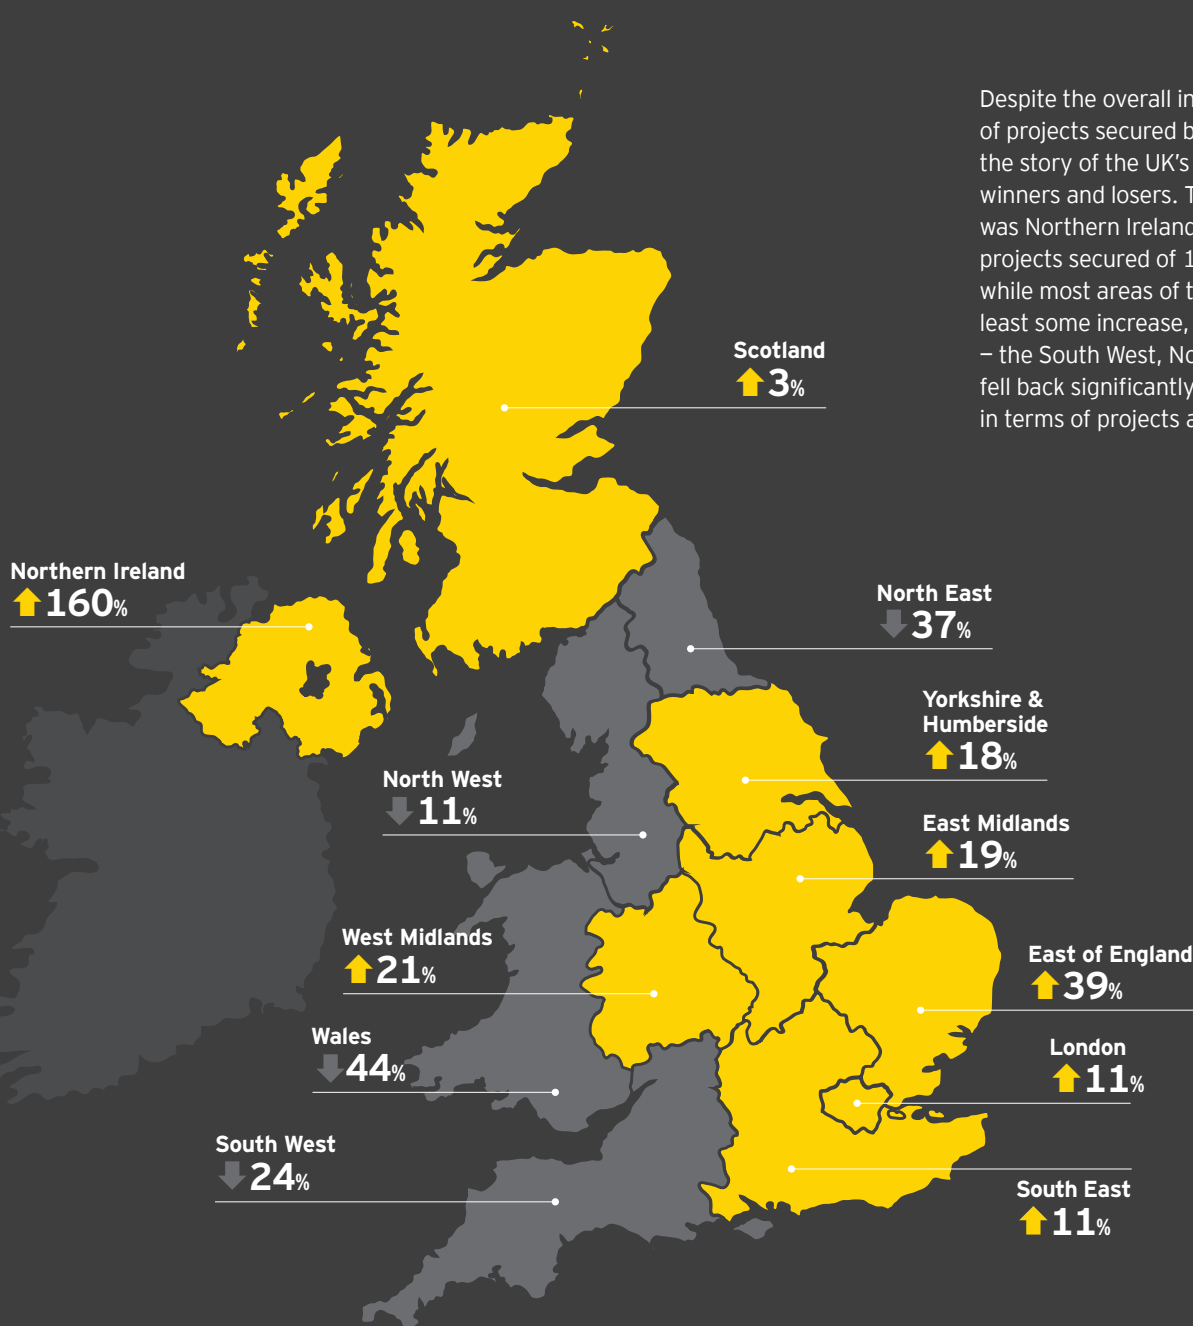 Despite the overall in
of projects secured b
the story of the UK's
winners and losers. T
was Northern Ireland
projects secured of 1
while most areas of t
least some increase,
– the South West, No
fell back significantly
in terms of projects a
Scotland
3%
Northern Ireland
160%
North East
37%
Yorkshire &
Humberside
18%
North West
11%
East Midlands
19%
West Midlands
21%
East of England
39%
Wales
44%
London
11%
South West
24%
South East
11%